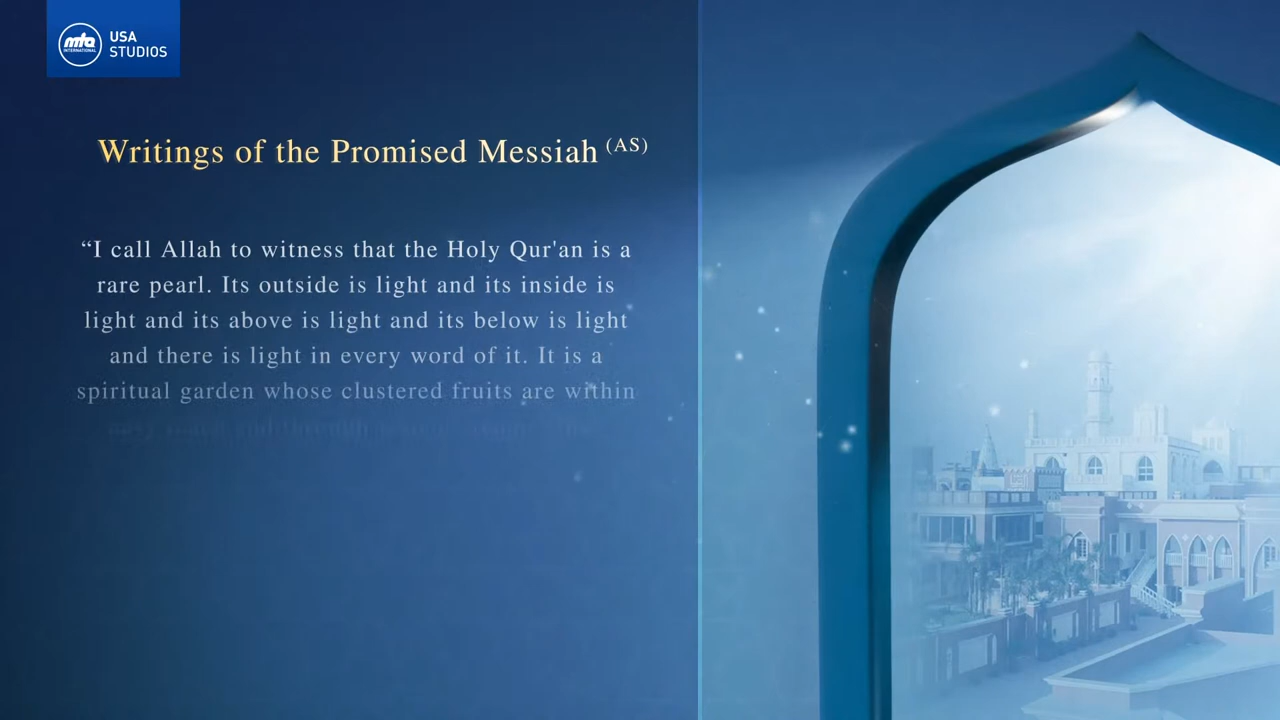 mta
INTERNATIONAL
USA
STUDIOS
Writings of the Promised Messiah (AS)
“I call Allah to witness that the Holy Qur'an is a
rare pearl. Its outside is light and its inside is
light and its above is light and its below is light
and there is light in every word of it. It is a
spiritual garden whose clustered fruits are within